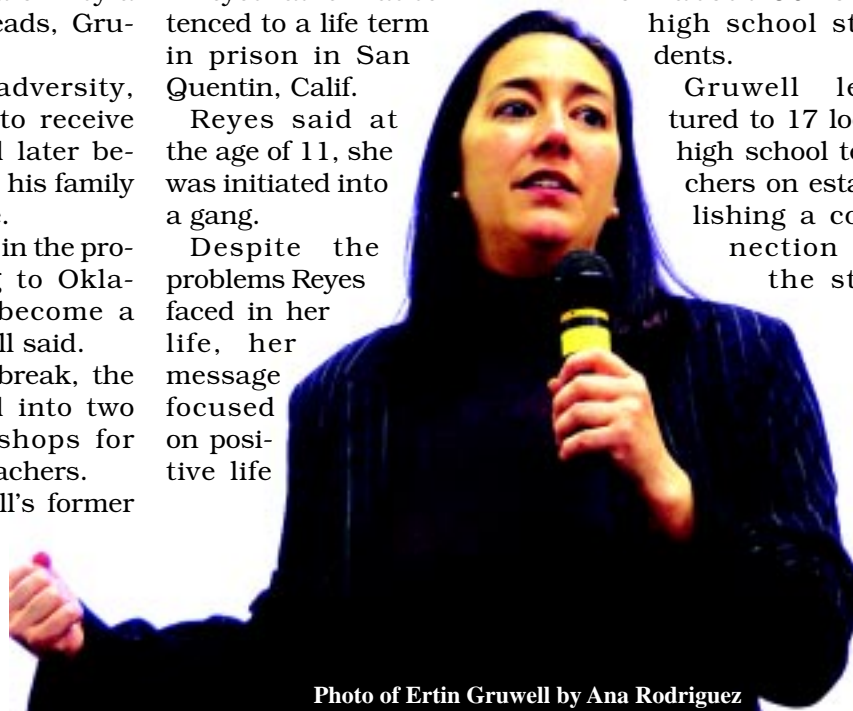 eads, Gru-
adversity,
to receive
later be-
his family
in the pro-
to Okla-
become a
ll said.
break, the
into two
shops for
achers.
ll's former
tenced to a life term
in prison in San
Quentin, Calif.
Reyes said at
the age of 11, she
was initiated into
a gang.
Despite the
problems Reyes
faced in her
life, her
message
focused
on posi-
tive life
high school st
dents.
Gruwell le
tured to 17 lo
high school te
chers on esta
lishing a co
nection
the st
Photo of Ertin Gruwell by Ana Rodriguez